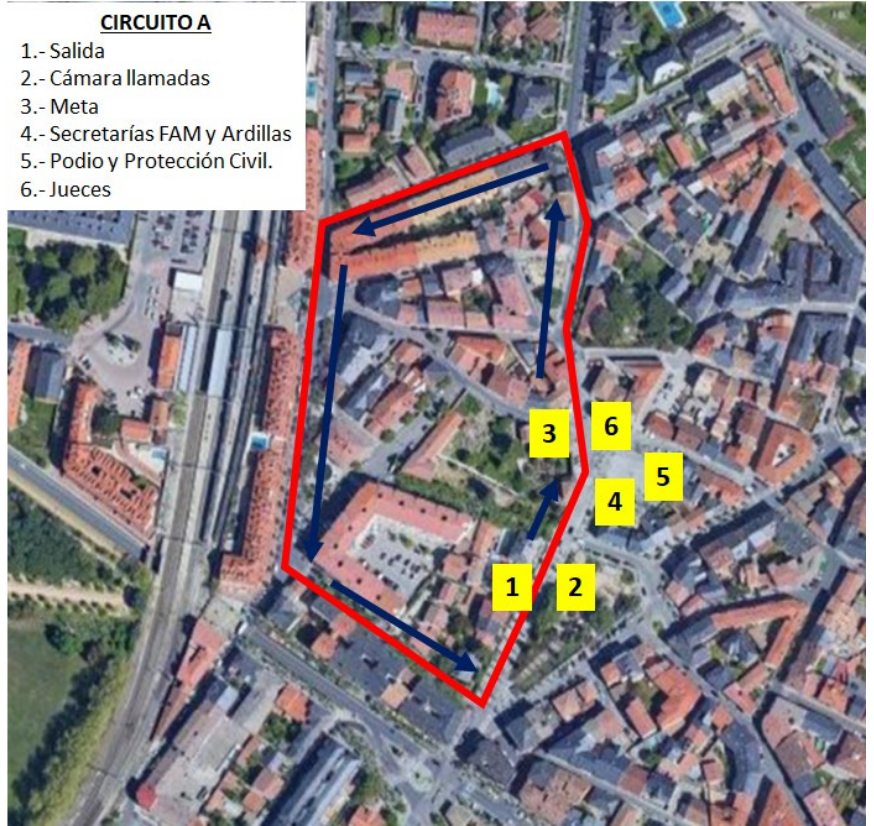 CIRCUITO A
1.- Salida
2.- Cámara llamadas
3.- Meta
4.- Secretarías FAM y Ardillas
5.- Podio y Protección Civil.
6.- Jueces
3
6
5
4
1
2